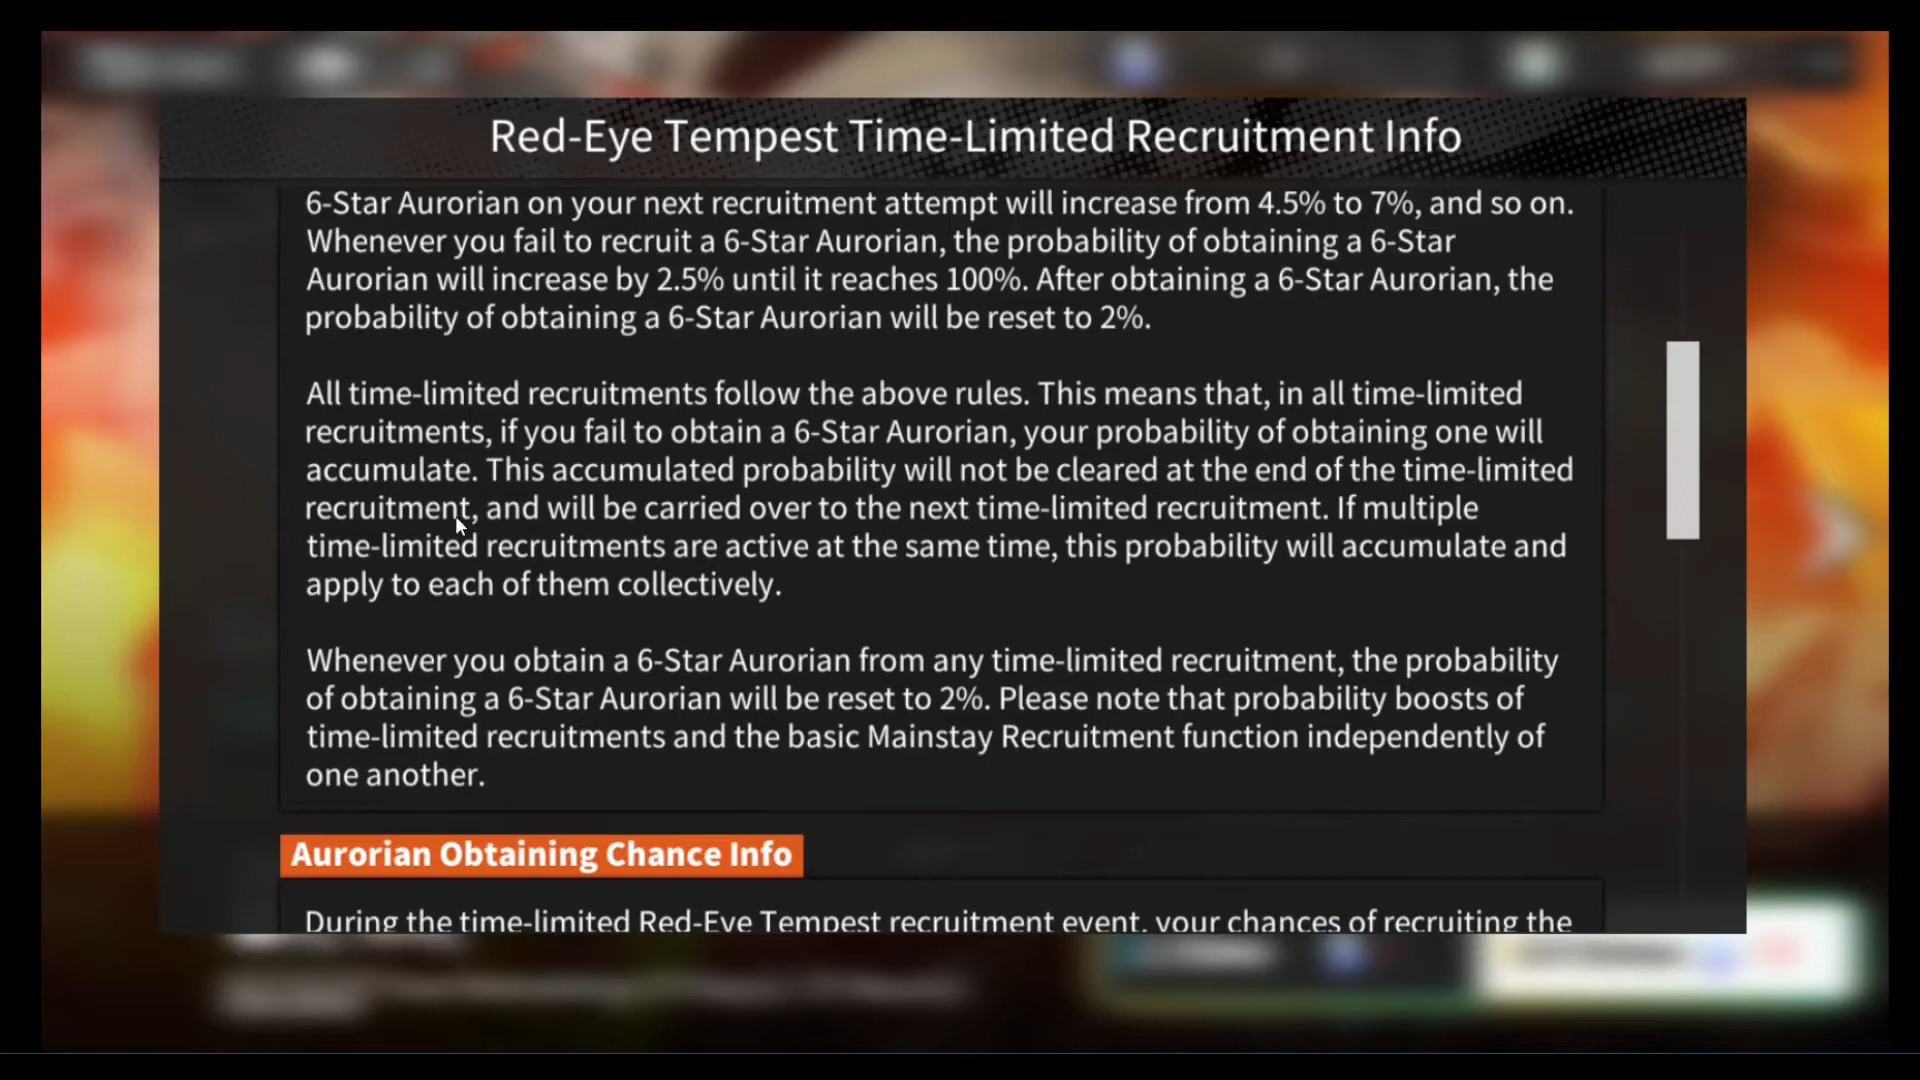 Red-Eye Tempest Time-Limited Recruitment Info
6-Star Aurorian on your next recruitment attempt will increase from 4.5% to 7%, and so on.
Whenever you fail to recruit a 6-Star Aurorian, the probability of obtaining a 6-Star
Aurorian will increase by 2.5% until it reaches 100%. After obtaining a 6-Star Aurorian, the
probability of obtaining a 6-Star Aurorian will be reset to 2%.
All time-limited recruitments follow the above rules. This means that, in all time-limited
recruitments, if you fail to obtain a 6-Star Aurorian, your probability of obtaining one will
accumulate. This accumulated probability will not be cleared at the end of the time-limited
recruitment, and will be carried over to the next time-limited recruitment. If multiple
time-limited recruitments are active at the same time, this probability will accumulate and
apply to each of them collectively.
Whenever you obtain a 6-Star Aurorian from any time-limited recruitment, the probability
of obtaining a 6-Star Aurorian will be reset to 2%. Please note that probability boosts of
time-limited recruitments and the basic Mainstay Recruitment function independently of
one another.
Aurorian Obtaining Chance Info
During the time-limited Red-Eye Tempest recruitment event, your chances of recruiting the